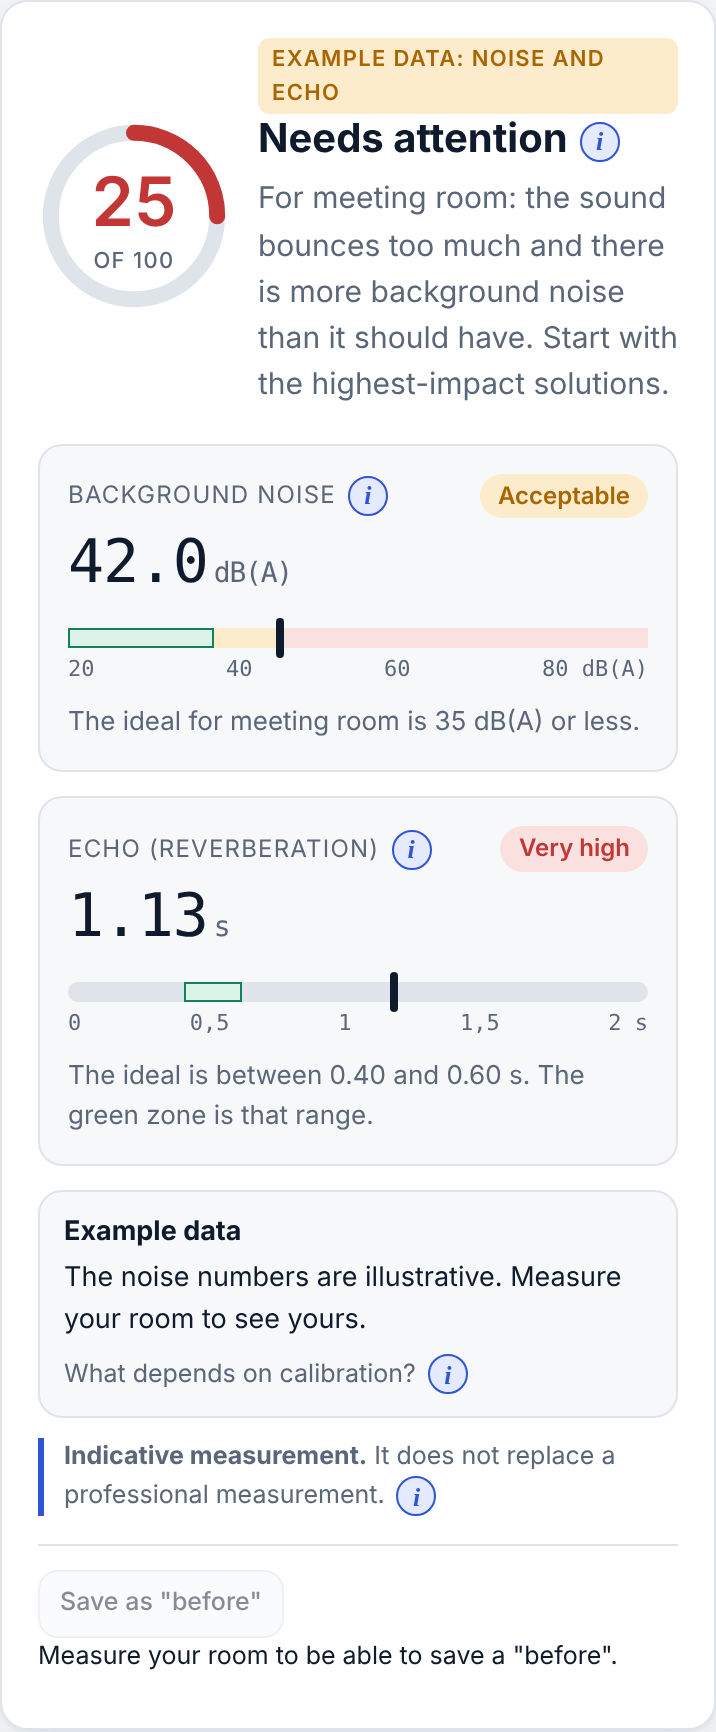 EXAMPLE DATA: NOISE AND
ECHO
Needs attention i
25
OF 100
For meeting room: the sound
bounces too much and there
is more background noise
than it should have. Start with
the highest-impact solutions.
BACKGROUND NOISE i Acceptable
42.0 dB(A)
20 40 60 80 dB(A)
The ideal for meeting room is 35 dB(A) or less.
ECHO (REVERBERATION) i Very high
1.13 s
0 0,5 1 1,5 2 s
The ideal is between 0.40 and 0.60 s. The
green zone is that range.
Example data
The noise numbers are illustrative. Measure
your room to see yours.
What depends on calibration? i
Indicative measurement. It does not replace a
professional measurement. i
Save as "before"
Measure your room to be able to save a "before".